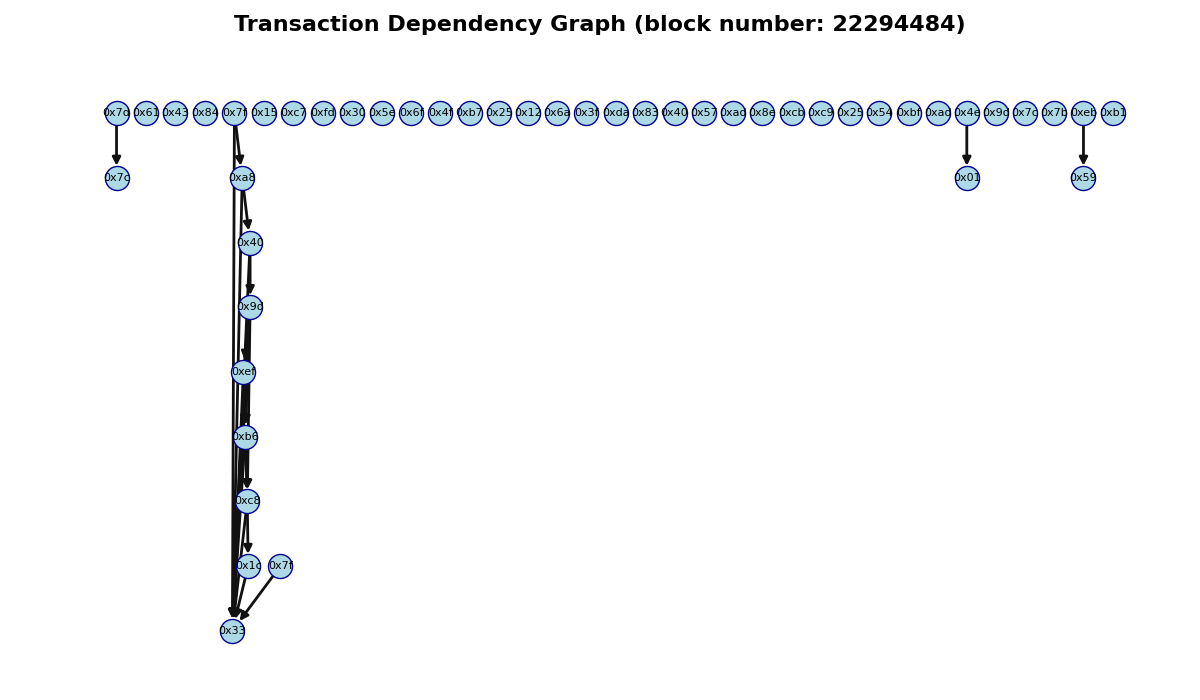 Transaction Dependency Graph (block number: 22294484)
0x7d 0x61 0x43 0x84 0x7f 0x15 0xc7 0xfd 0x30 0x5e 0x6f 0x4f 0xb7 0x25 0x12 0x6a 0x3f 0xda 0x83 0x40 0x57 0xad 0x8e 0xcb 0xc9 0x25 0x54 0xbf 0xad 0x4e 0x9d 0x7c 0x7b 0xeb 0xb1
0x7c 0xa8 0x01 0x59
0x40
0x9d
0xef
0xb6
0xc8
0x1c 0x7f
0x33